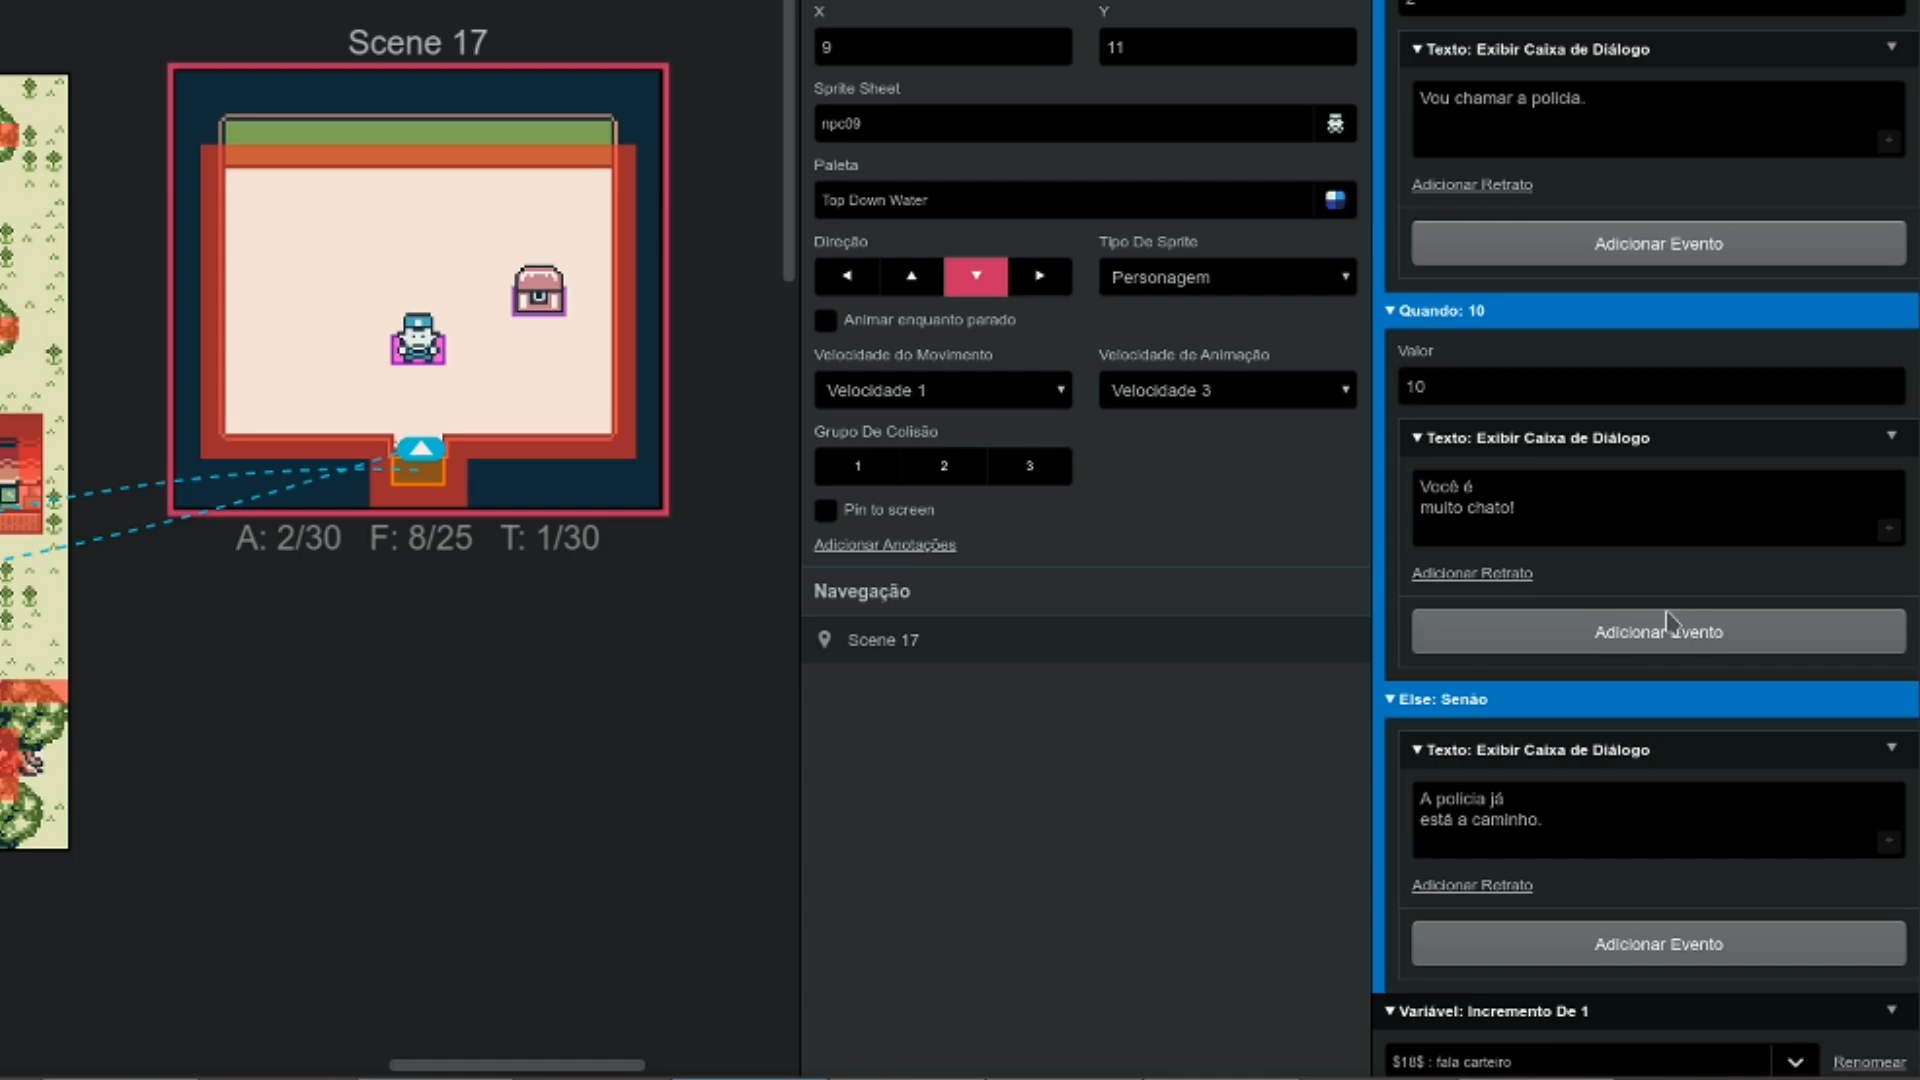 Scene 17
A: 2/30 F: 8/25 T: 1/30
X
Y
9
11
Sprite Sheet
npc09
Paleta
Top Down Water
Direção
Tipo De Sprite
Personagem
Animar enquanto parado
Velocidade do Movimento
Velocidade de Animação
Velocidade 1
Velocidade 3
Grupo De Colisão
1
2
3
Pin to screen
Adicionar Anotações
Navegação
Scene 17
Texto: Exibir Caixa de Diálogo
Vou chamar a policia.
Adicionar Retrato
Adicionar Evento
Quando: 10
Valor
10
Texto: Exibir Caixa de Diálogo
Você é
muito chato!
Adicionar Retrato
Adicionar Evento
Else: Senão
Texto: Exibir Caixa de Diálogo
A policia já
está a caminho.
Adicionar Retrato
Adicionar Evento
Variável: Incremento De 1
$18$ : fala carteiro
Renomear